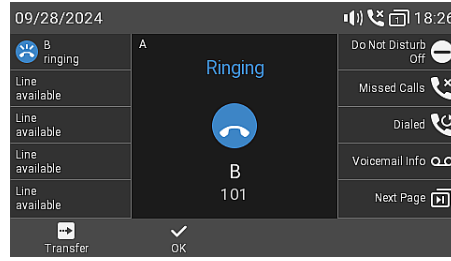 09/28/2024
1
18:26
B
ringing
Line
available
Line
available
Line
available
Line
available
A
Ringing
B
101
Do Not Disturb
Off
Missed Calls
Dialed
Voicemail Info
Next Page
Transfer
OK